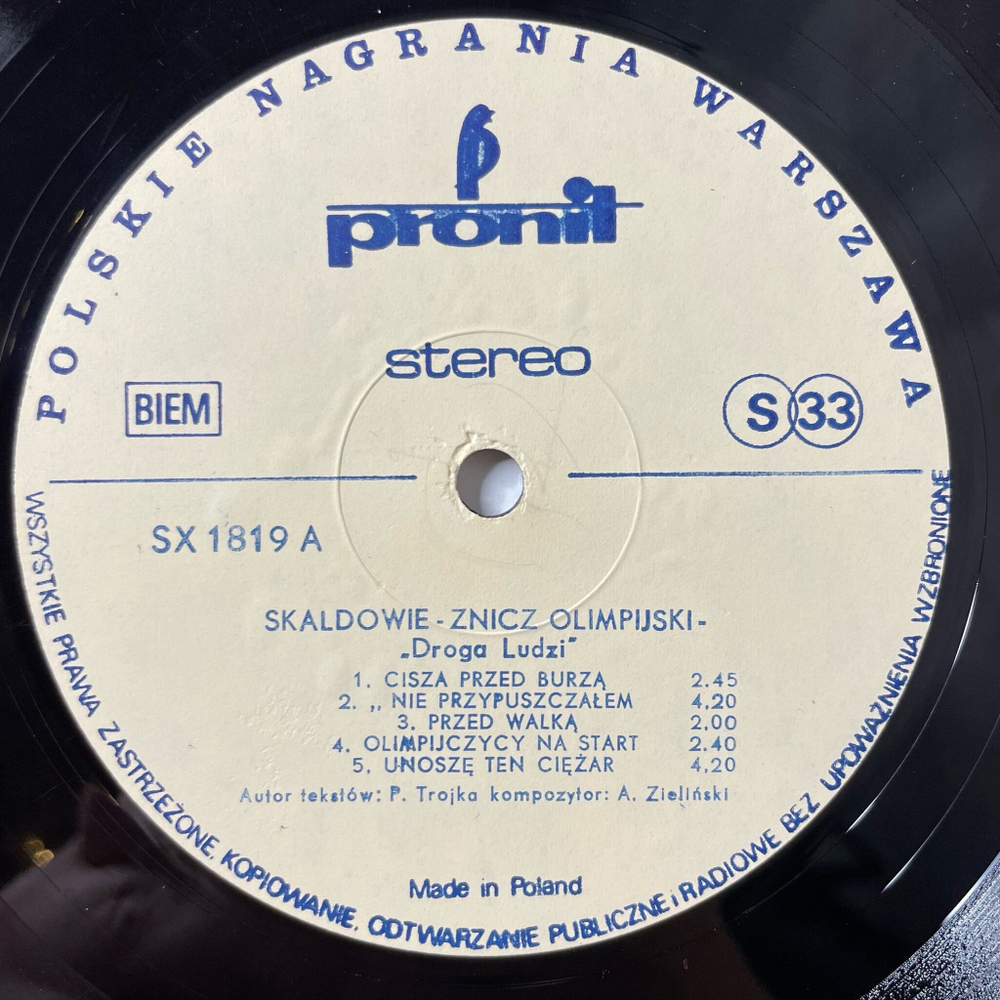 POLSKIE NAGRANIA WARSZAWA
pronit
stereo
BIEM
S 33
SX 1819 A
SKALDOWIE - ZNICZ OLIMPIJSKI -
„Droga Ludzi"
1. CISZA PRZED BURZĄ 2.45
2. ,, NIE PRZYPUSZCZAŁEM 4,20
3. PRZED WALKĄ 2,00
4. OLIMPIJCZYCY NA START 2.40
5. UNOSZĘ TEN CIĘŻAR 4,20
Autor tekstów: P. Trojka kompozytor: A. Zieliński
Made in Poland
WSZYSTKIE PRAWA ZASTRZEŻONE. KOPIOWANIE, ODTWARZANIE PUBLICZNE i RADIOWE BEZ UPOWAŻNIENIA WZBRONIONE